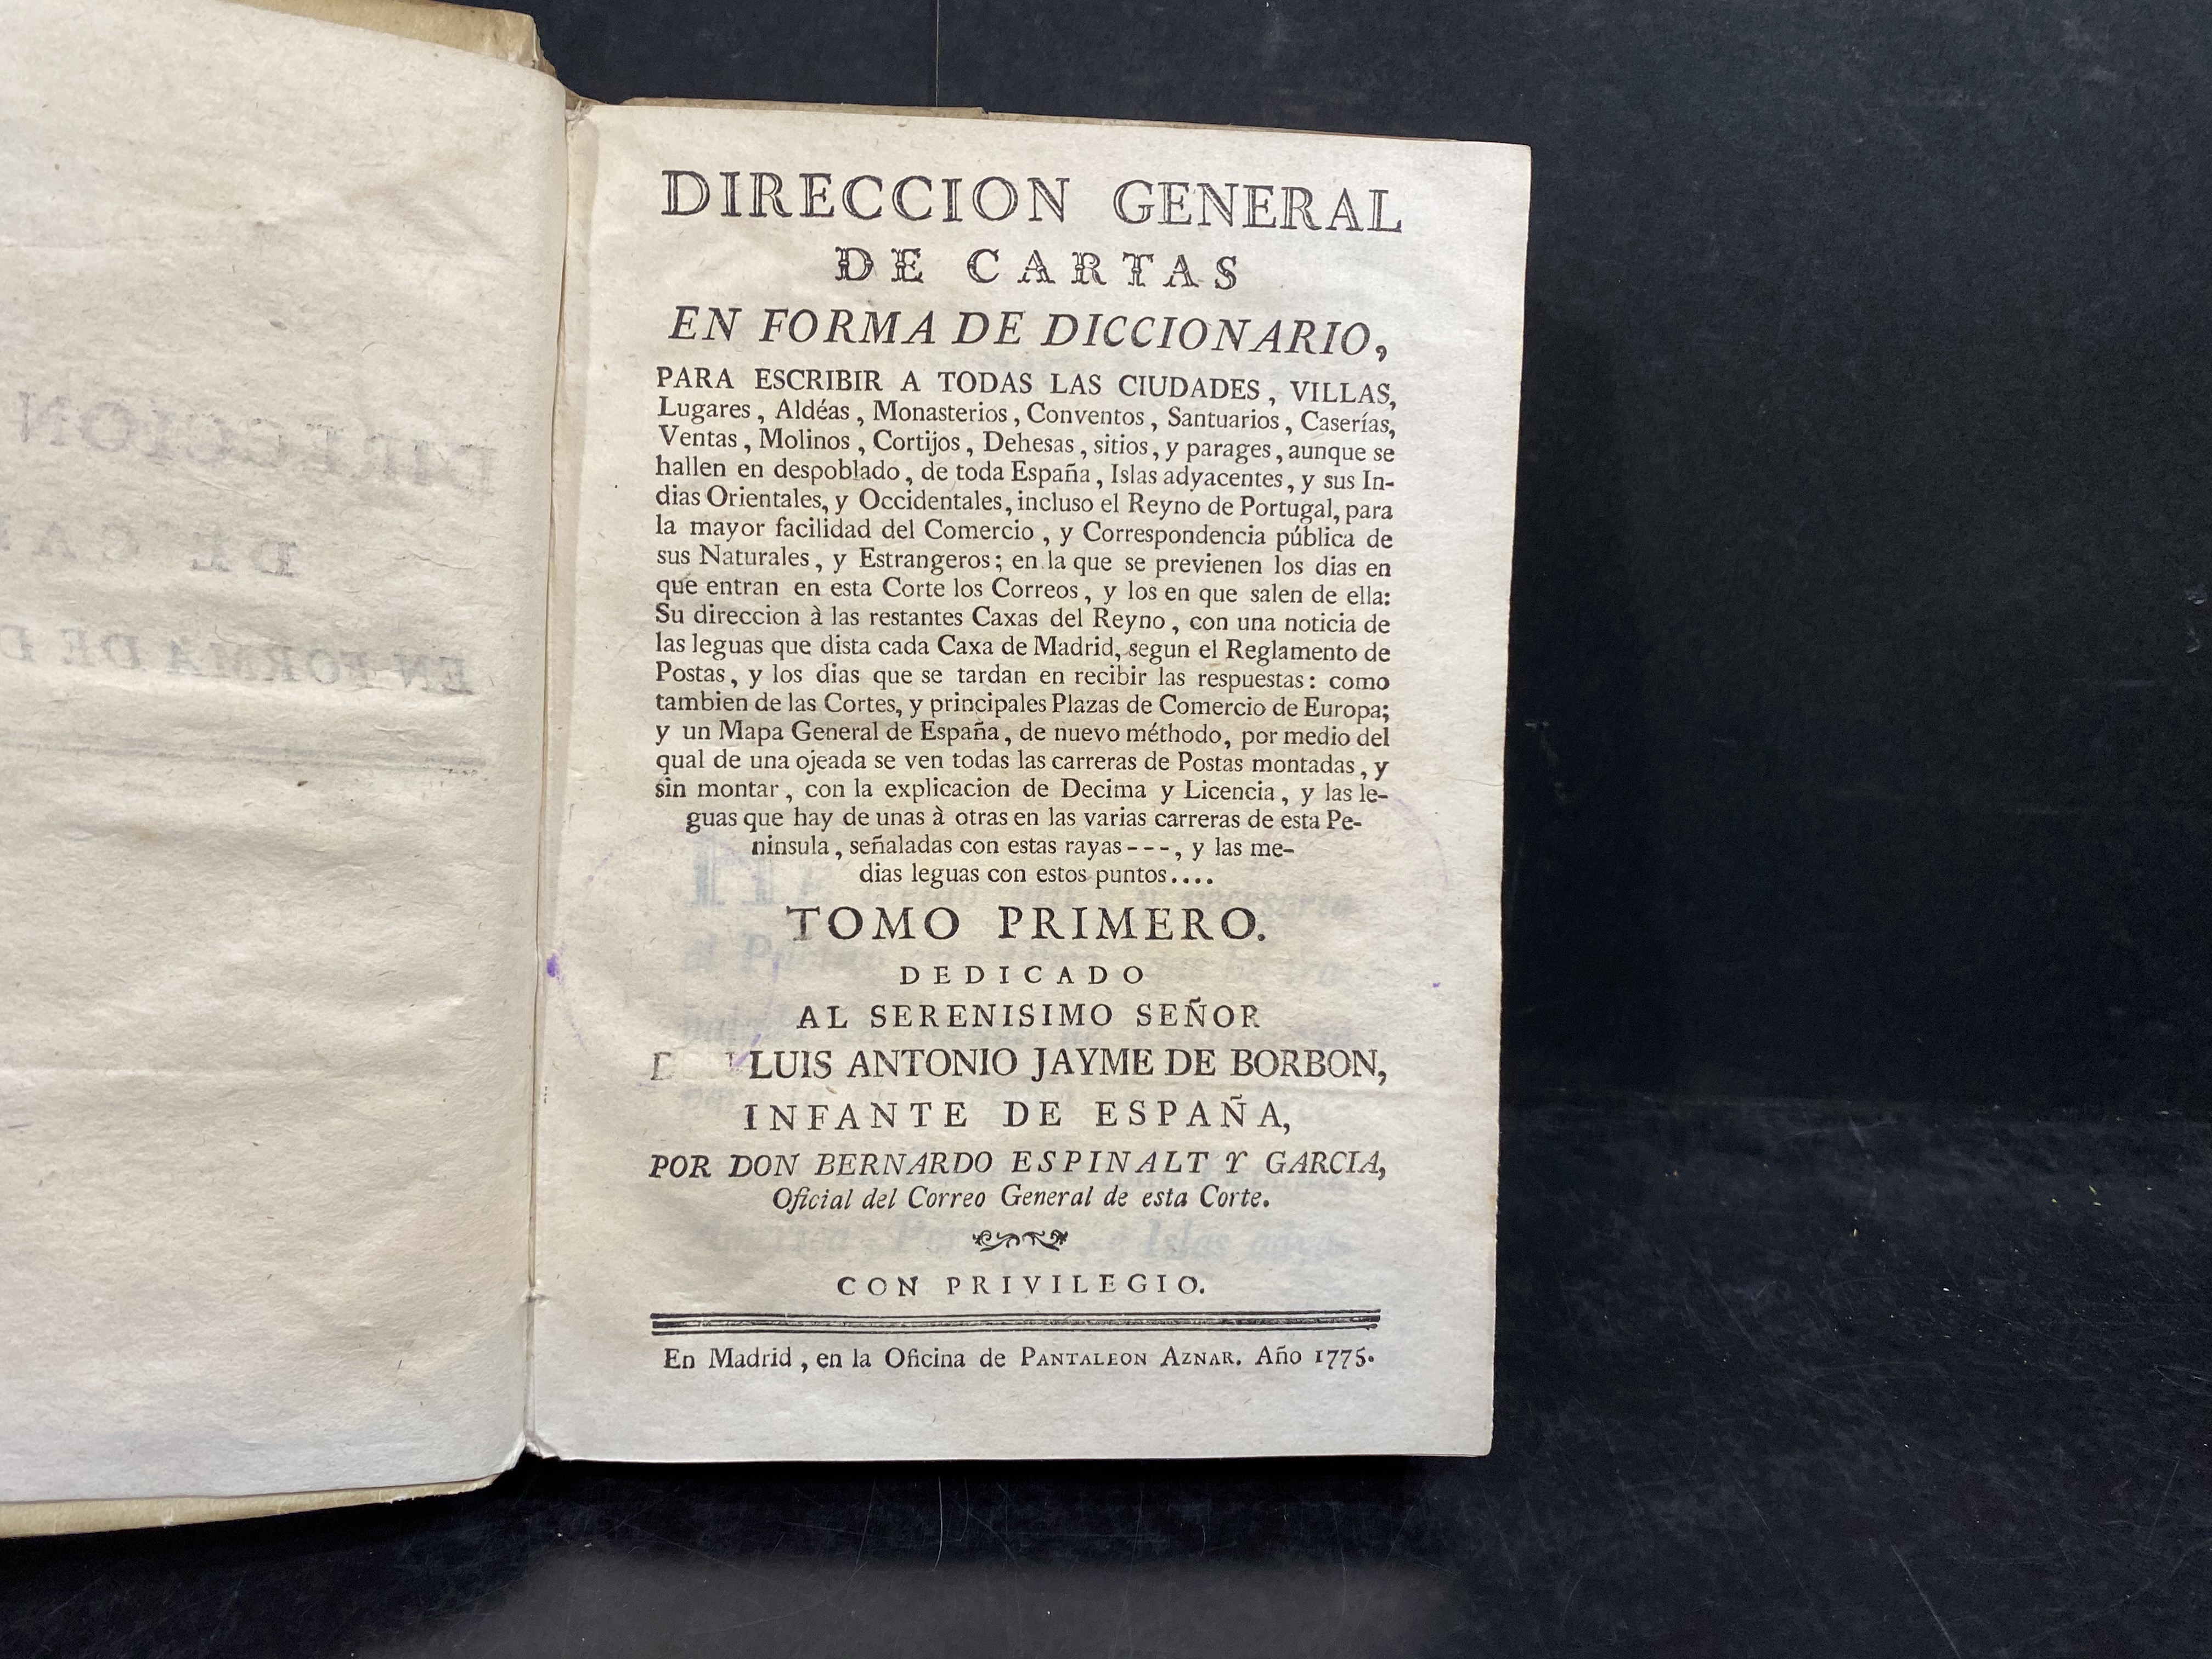 DIRECCION GENERAL
DE CARTAS
EN FORMA DE DICCIONARIO,
PARA ESCRIBIR A TODAS LAS CIUDADES, VILLAS,
Lugares, Aldéas, Monasterios, Conventos, Santuarios, Caserías,
Ventas, Molinos, Cortijos, Dehesas, sitios, y parages, aunque se
hallen en despoblado, de toda España, Islas adyacentes, y sus In-
dias Orientales, y Occidentales, incluso el Reyno de Portugal, para
la mayor facilidad del Comercio, y Correspondencia pública de
sus Naturales, y Estrangeros; en la que se previenen los dias en
que entran en esta Corte los Correos, y los en que salen de ella:
Su direccion à las restantes Caxas del Reyno, con una noticia de
las leguas que dista cada Caxa de Madrid, segun el Reglamento de
Postas, y los dias que se tardan en recibir las respuestas: como
tambien de las Cortes, y principales Plazas de Comercio de Europa;
y un Mapa General de España, de nuevo méthodo, por medio del
qual de una ojeada se ven todas las carreras de Postas montadas, y
sin montar, con la explicacion de Decima y Licencia, y las le-
guas que hay de unas à otras en las varias carreras de esta Pe-
ninsula, señaladas con estas rayas ---, y las me-
dias leguas con estos puntos....
TOMO PRIMERO.
DEDICADO
AL SERENISIMO SEÑOR
LUIS ANTONIO JAYME DE BORBON,
INFANTE DE ESPAÑA,
POR DON BERNARDO ESPINALT Y GARCIA,
Oficial del Correo General de esta Corte.
CON PRIVILEGIO.
En Madrid, en la Oficina de PANTALEON AZNAR. Año 1775.